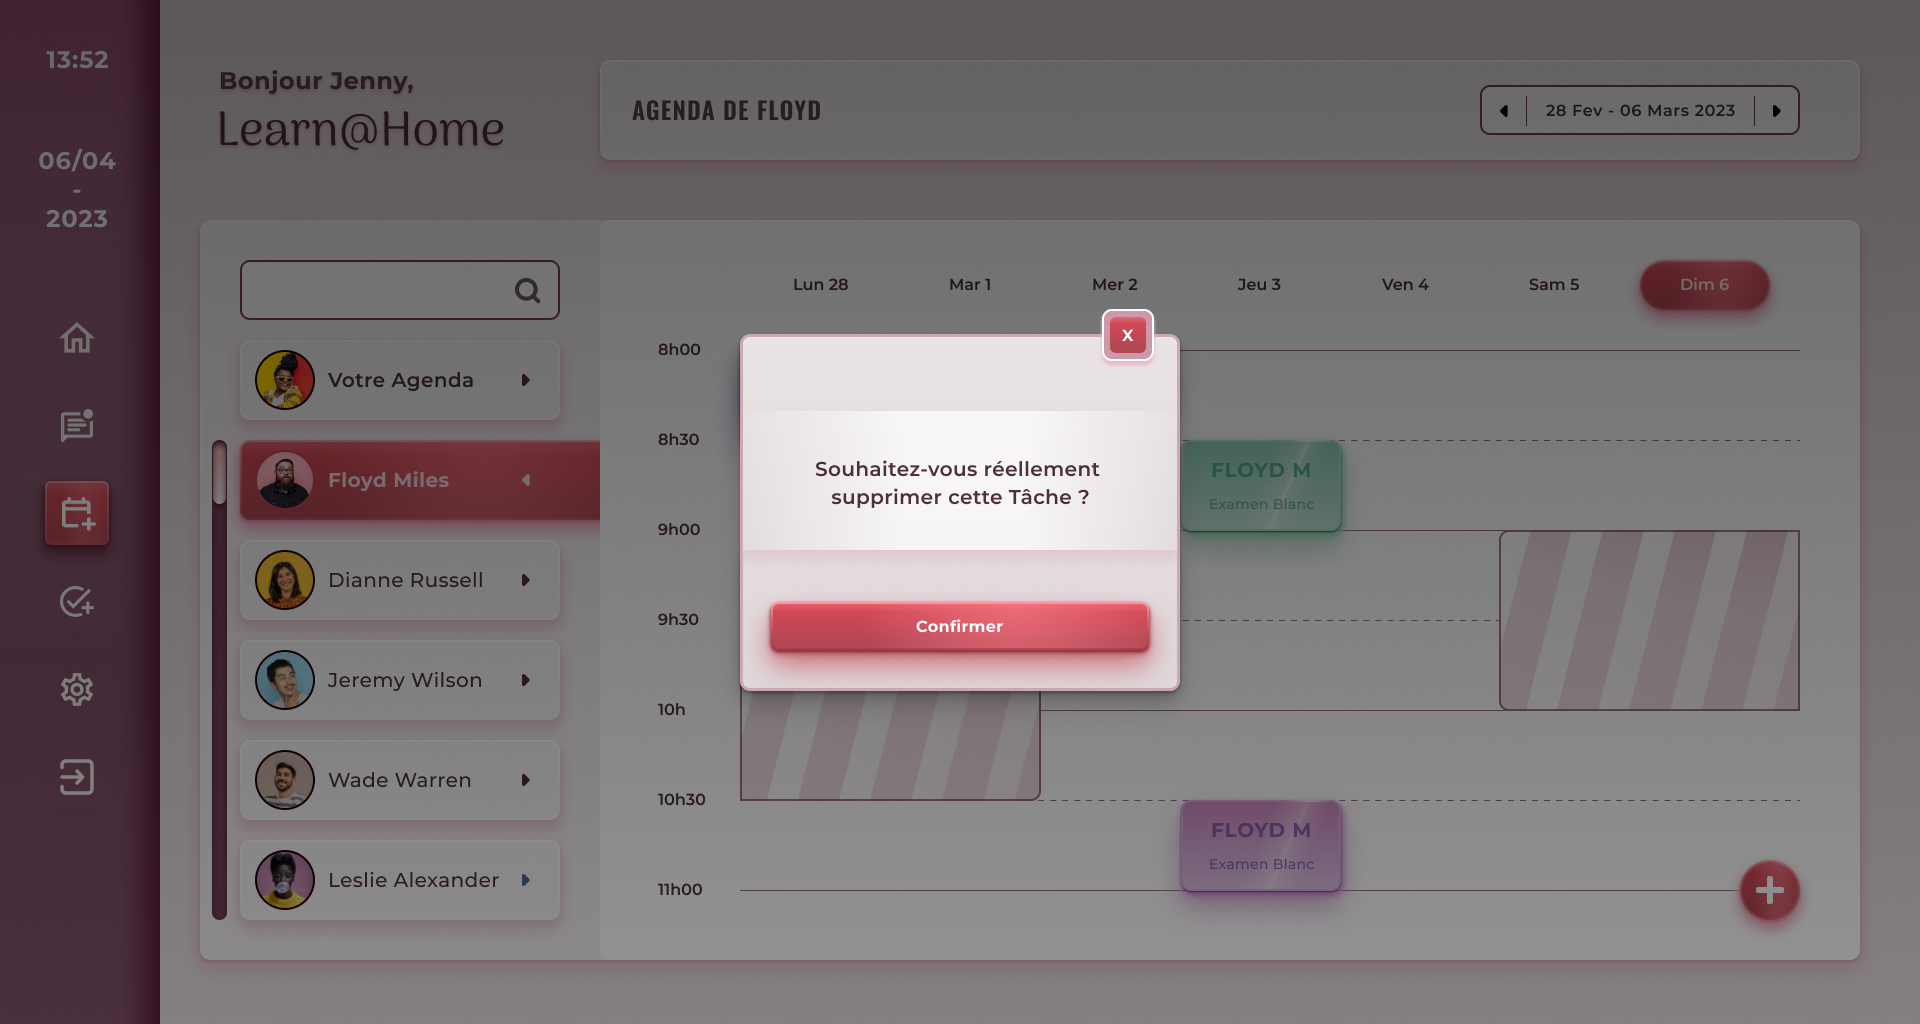 13:52
06/04
-
2023
Bonjour Jenny,
Learn@Home
AGENDA DE FLOYD
28 Fev - 06 Mars 2023
Votre Agenda
Floyd Miles
Dianne Russell
Jeremy Wilson
Wade Warren
Leslie Alexander
Lun 28
Mar 1
Mer 2
Jeu 3
Ven 4
Sam 5
Dim 6
8h00
8h30
9h00
9h30
10h
10h30
11h00
FLOYD M
Examen Blanc
FLOYD M
Examen Blanc
X
Souhaitez-vous réellement
supprimer cette Tâche ?
Confirmer